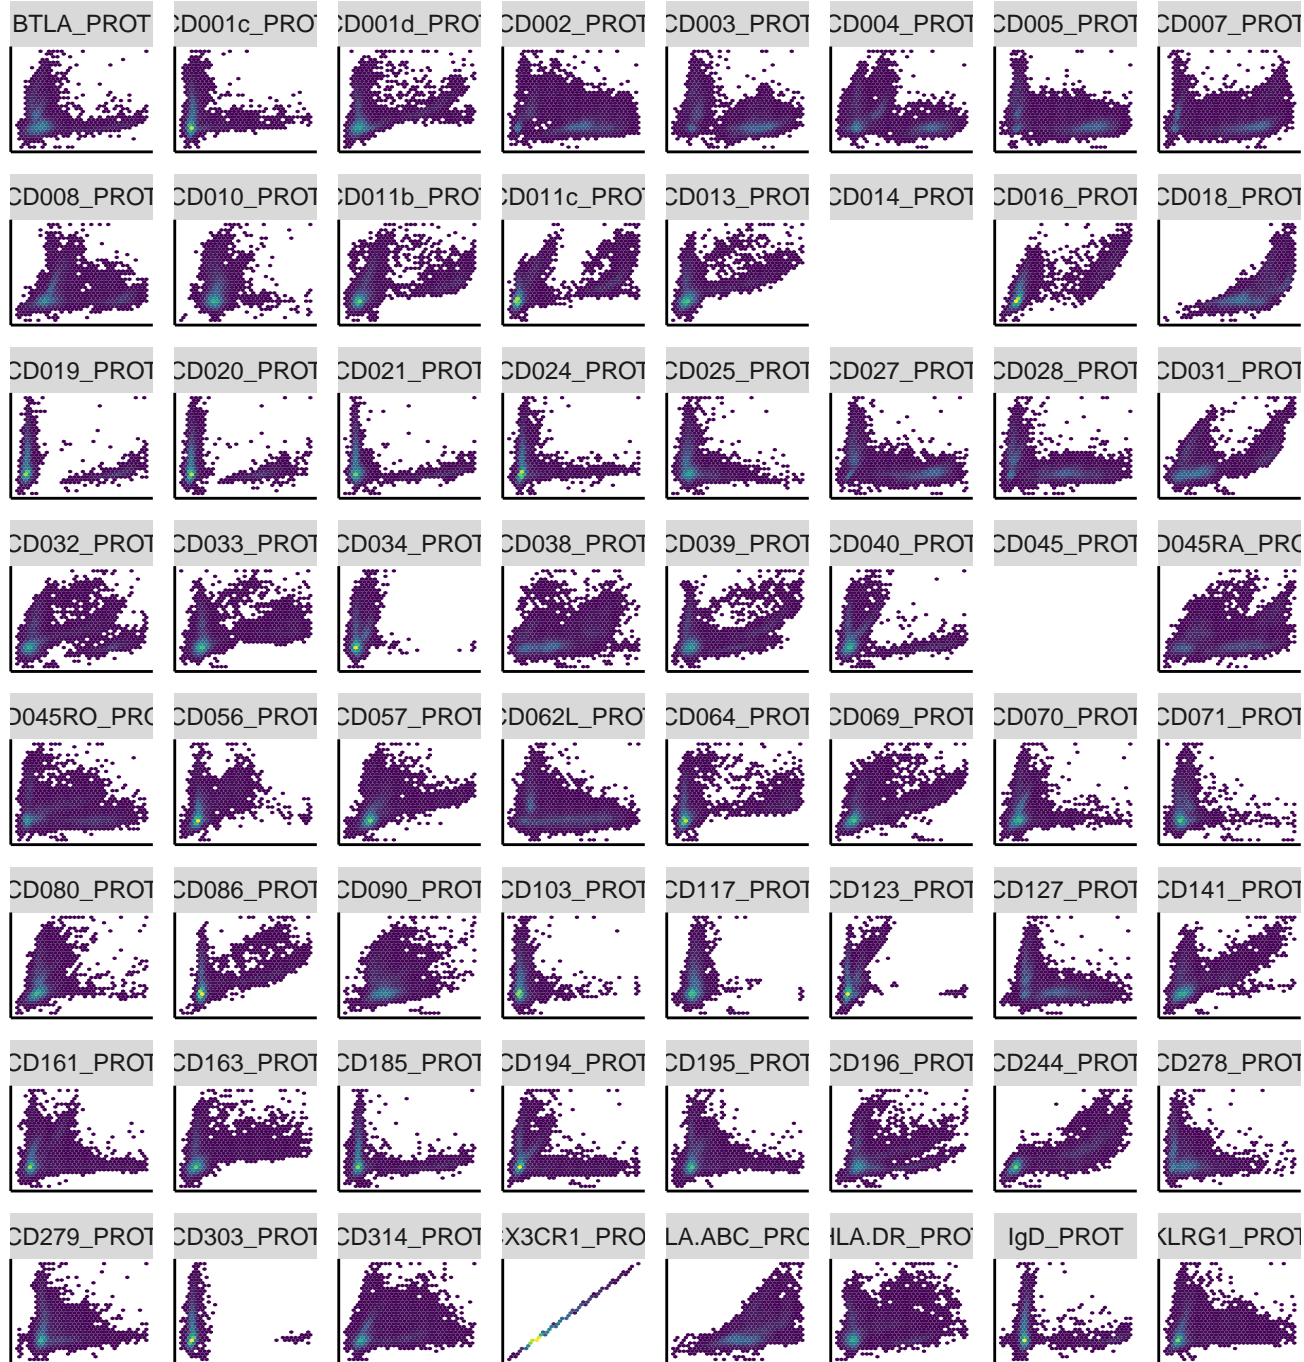 BTLA_PROT CD001c_PROT CD001d_PROT CD002_PROT CD003_PROT CD004_PROT CD005_PROT CD007_PROT
CD008_PROT CD010_PROT CD011b_PROT CD011c_PROT CD013_PROT CD014_PROT CD016_PROT CD018_PROT
CD019_PROT CD020_PROT CD021_PROT CD024_PROT CD025_PROT CD027_PROT CD028_PROT CD031_PROT
CD032_PROT CD033_PROT CD034_PROT CD038_PROT CD039_PROT CD040_PROT CD045_PROT D045RA_PRO
D045RO_PRO CD056_PROT CD057_PROT CD062L_PROT CD064_PROT CD069_PROT CD070_PROT CD071_PROT
CD080_PROT CD086_PROT CD090_PROT CD103_PROT CD117_PROT CD123_PROT CD127_PROT CD141_PROT
CD161_PROT CD163_PROT CD185_PROT CD194_PROT CD195_PROT CD196_PROT CD244_PROT CD278_PROT
CD279_PROT CD303_PROT CD314_PROT CX3CR1_PRO LA.ABC_PRO HLA.DR_PROT IgD_PROT KLRG1_PROT